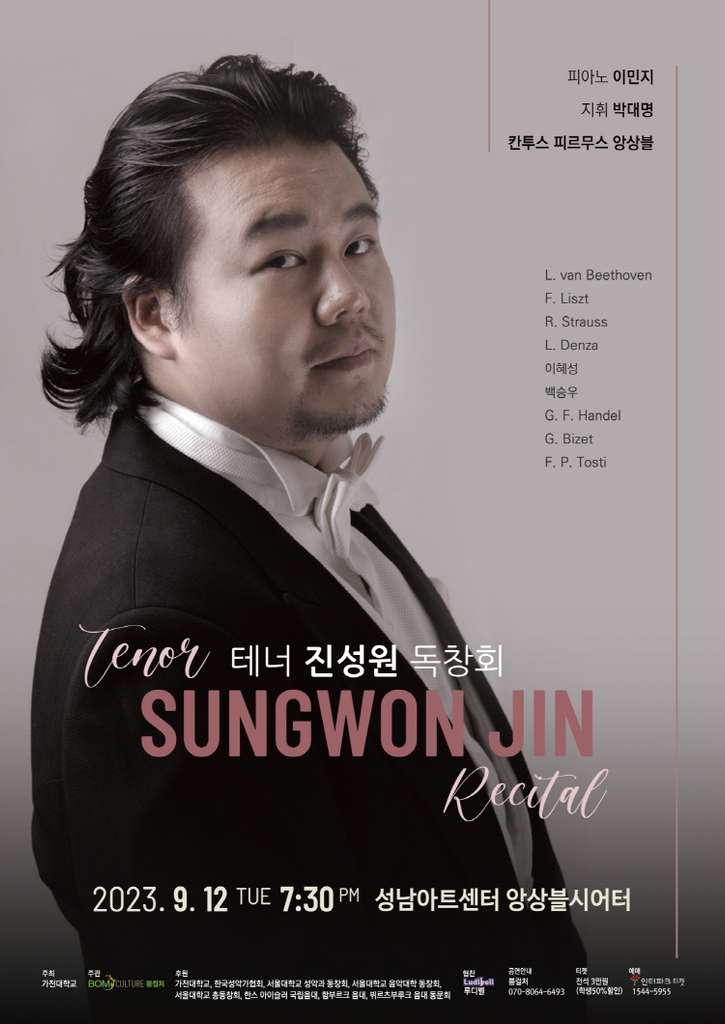 피아노 이민지
지휘 박대명
칸투스 피르무스 앙상블
L. van Beethoven
F. Liszt
R. Strauss
L. Denza
이혜성
백승우
G. F. Handel
G. Bizet
F. P. Tosti
Tenor 테너 진성원 독창회
SUNGWON JIN
Recital
2023. 9. 12 TUE 7:30 PM 성남아트센터 앙상블시어터
주최
가천대학교
주관
BOM CULTURE 봄컬처
후원
가천대학교, 한국성악가협회, 서울대학교 성악과 동창회, 서울대학교 음악대학 동창회,
서울대학교 총동창회, 한스 아이슬러 국립음대, 함부르크 음대, 뷔르츠부르크 음대 동문회
협찬
Ludibell
루디벨
공연안내
봄컬처
070-8064-6493
티켓
전석 3만원
(학생50%할인)
예매
인터파크 티켓
1544-5955